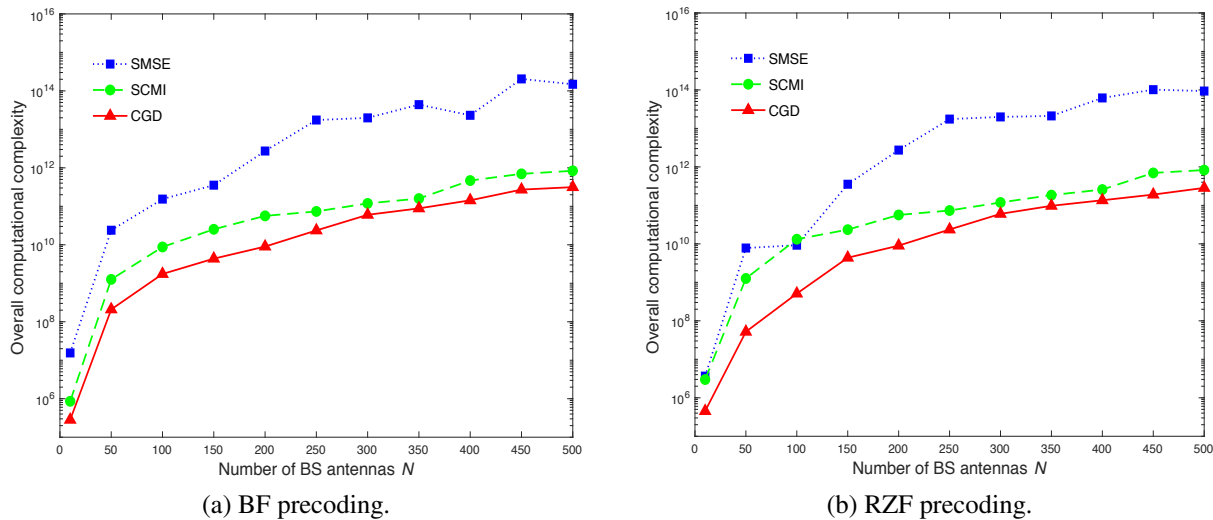 10^16
10^14
10^12
10^10
10^8
10^6
Overall computational complexity
SMSE
SCMI
CGD
0 50 100 150 200 250 300 350 400 450 500
Number of BS antennas N
(a) BF precoding.
10^16
10^14
10^12
10^10
10^8
10^6
Overall computational complexity
SMSE
SCMI
CGD
0 50 100 150 200 250 300 350 400 450 500
Number of BS antennas N
(b) RZF precoding.